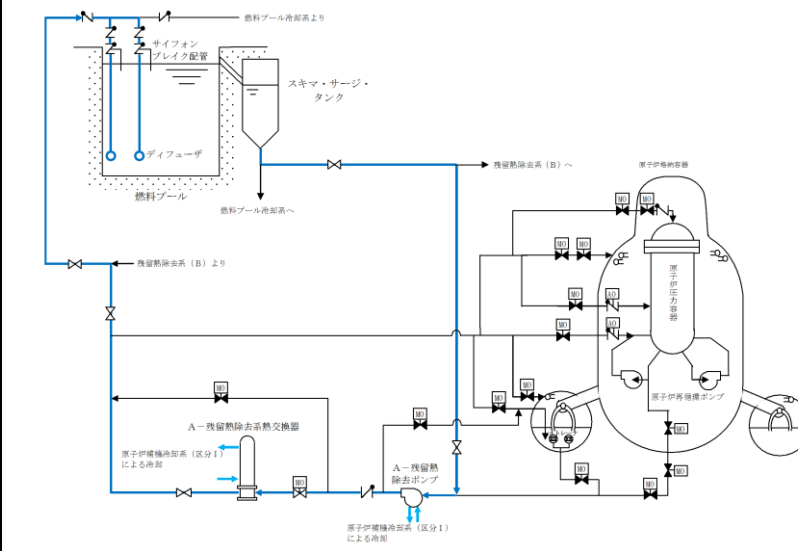 燃料プール冷却系より
サイフォン
ブレイク配管
スキマ・サージ・
タンク
ディフューザ
燃料プール
燃料プール冷却系へ
残留熱除去系（B）へ
原子炉格納容器
MO
MO
MO
MO
原子炉圧力容器
残留熱除去系（B）より
MO
AO
MO
AO
原子炉再循環ポンプ
MO
MO
MO
MO
A－残留熱除去系熱交換器
ストレーナ
MO
原子炉補機冷却系（区分Ⅰ）
による冷却
A－残留熱
除去ポンプ
MO
MO
MO
MO
原子炉補機冷却系（区分Ⅰ）
による冷却